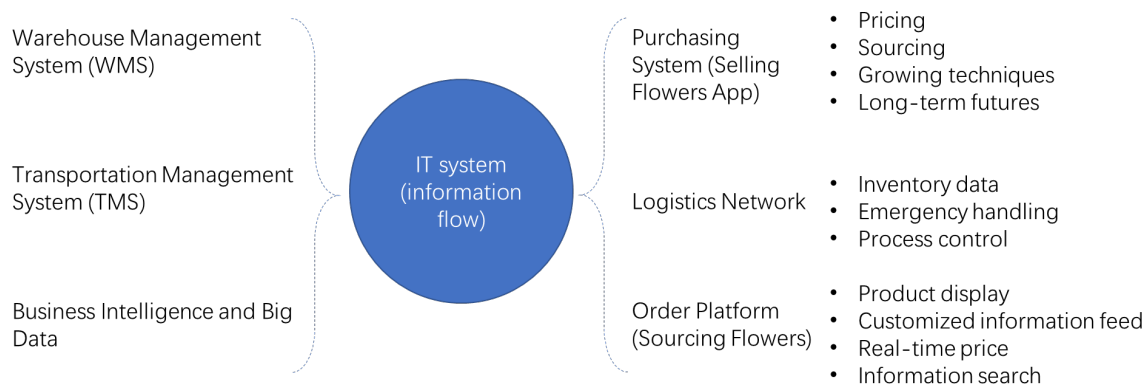 Warehouse Management
System (WMS)
Transportation Management
System (TMS)
Business Intelligence and Big
Data
IT system
(information
flow)
Purchasing
System (Selling
Flowers App)
• Pricing
• Sourcing
• Growing techniques
• Long-term futures
Logistics Network
• Inventory data
• Emergency handling
• Process control
Order Platform
(Sourcing Flowers)
• Product display
• Customized information feed
• Real-time price
• Information search